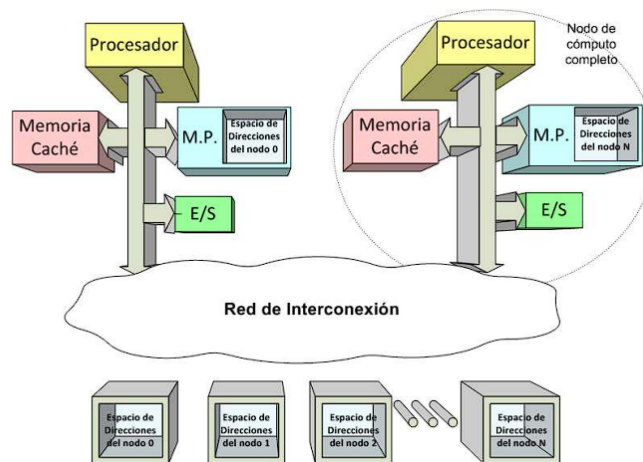 Procesador
Memoria
Caché
M.P.
Espacio de
Direcciones
del nodo 0
E/S
Nodo de
cómputo
completo
Procesador
Memoria
Caché
M.P.
Espacio de
Direcciones
del nodo N
E/S
Red de Interconexión
Espacio de
Direcciones
del nodo 0
Espacio de
Direcciones
del nodo 1
Espacio de
Direcciones
del nodo 2
Espacio de
Direcciones
del nodo N